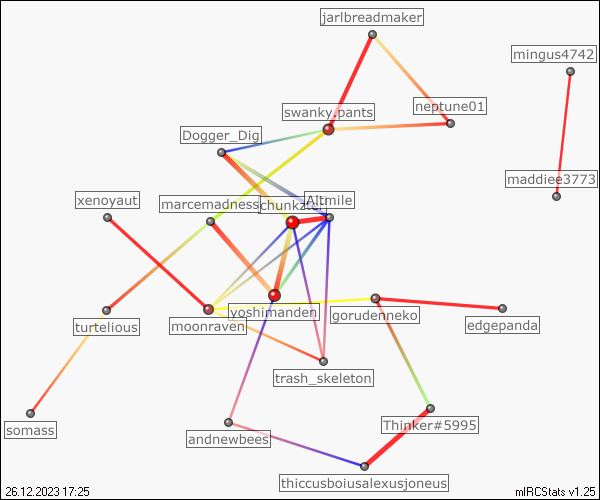 jarlbreadmaker
mingus4742
neptune01
swanky.pants
Dogger_Dig
maddiee3773
xenoyaut
marcemadness
Altmile
yoshimanden
gorudenneko
turtelious
moonraven
edgepanda
trash_skeleton
somass
andnewbees
Thinker#5995
thiccusboiusalexusjoneus
26.12.2023 17:25
mIRCStats v1.25